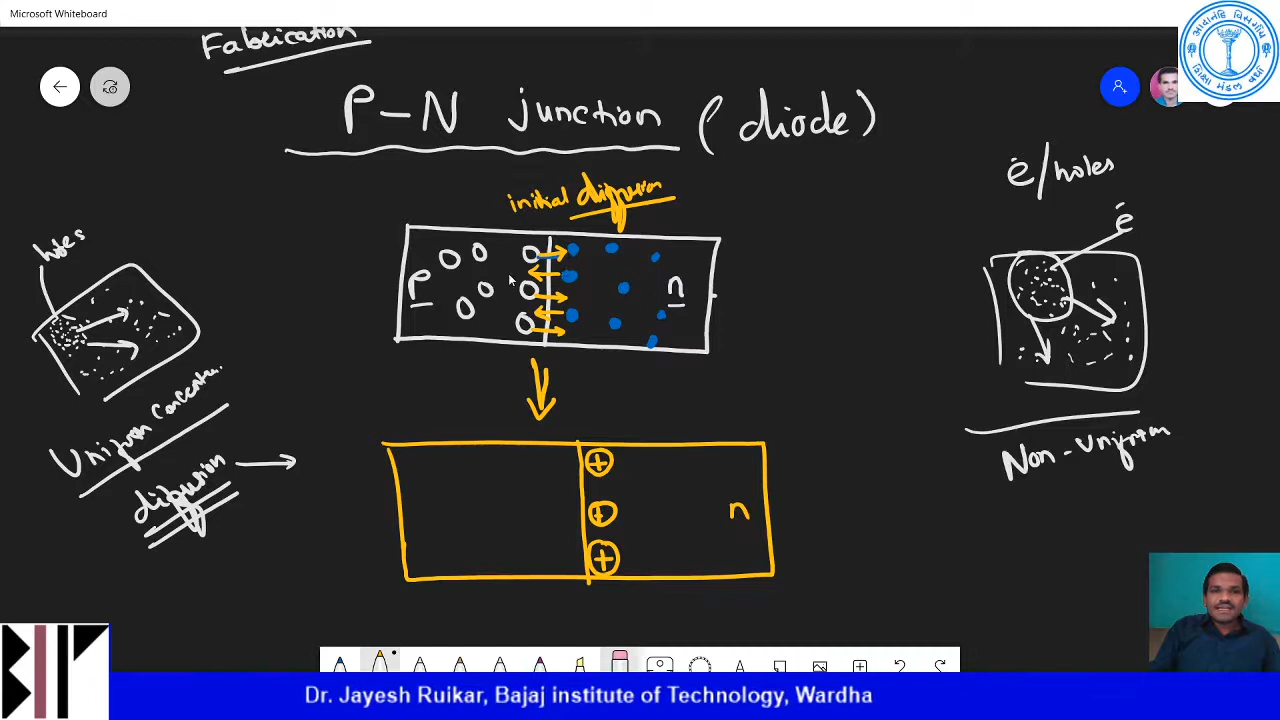 Microsoft Whiteboard
Fabrication
P-N junction (diode)
initial diffusion
p
n
holes
Uniform
diffusion
ē/holes
ē
Non-Uniform
n
BIT
Dr. Jayesh Ruikar, Bajaj institute of Technology, Wardha